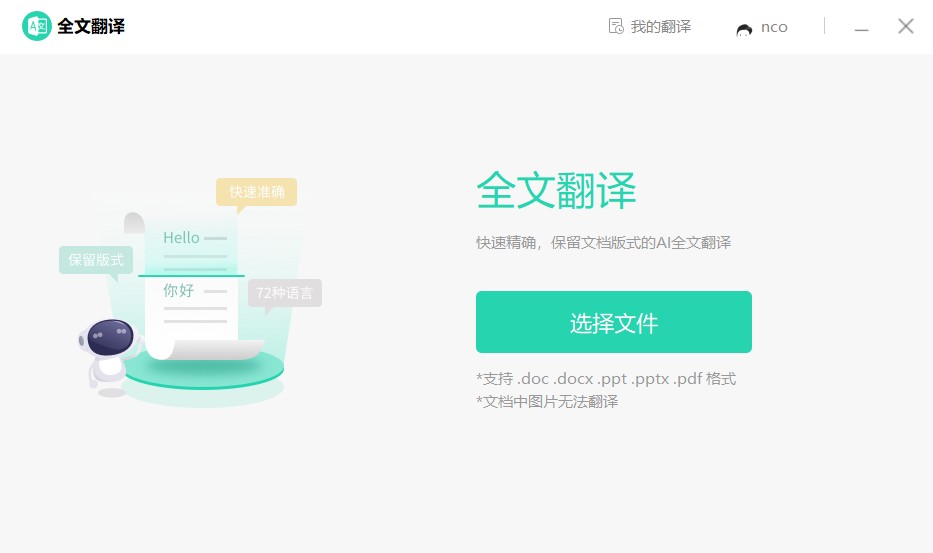 全文翻译
我的翻译
nco
快速准确
Hello
保留版式
你好
72种语言
全文翻译
快速精确，保留文档版式的AI全文翻译
选择文件
*支持 .doc .docx .ppt .pptx .pdf 格式
*文档中图片无法翻译